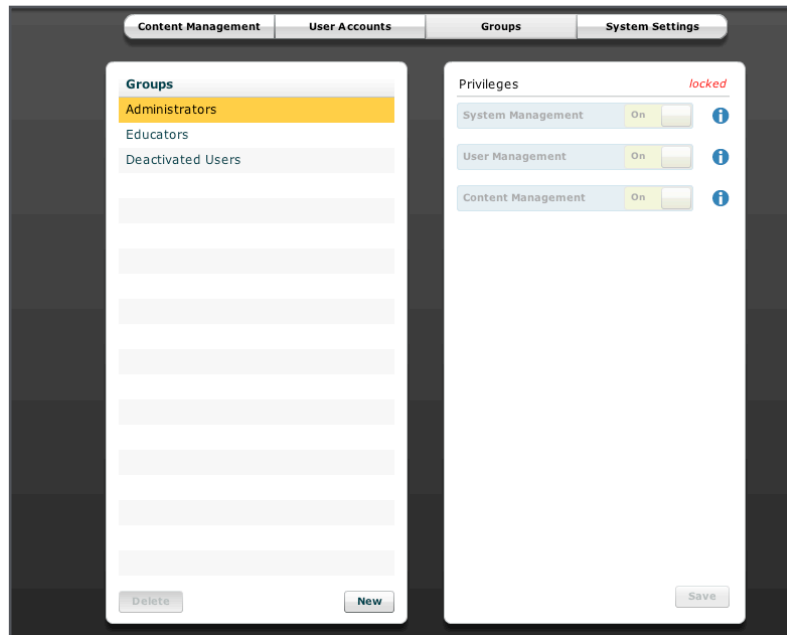 Content Management User Accounts Groups System Settings
Groups
Administrators
Educators
Deactivated Users
Delete New
Privileges locked
System Management On
User Management On
Content Management On
Save